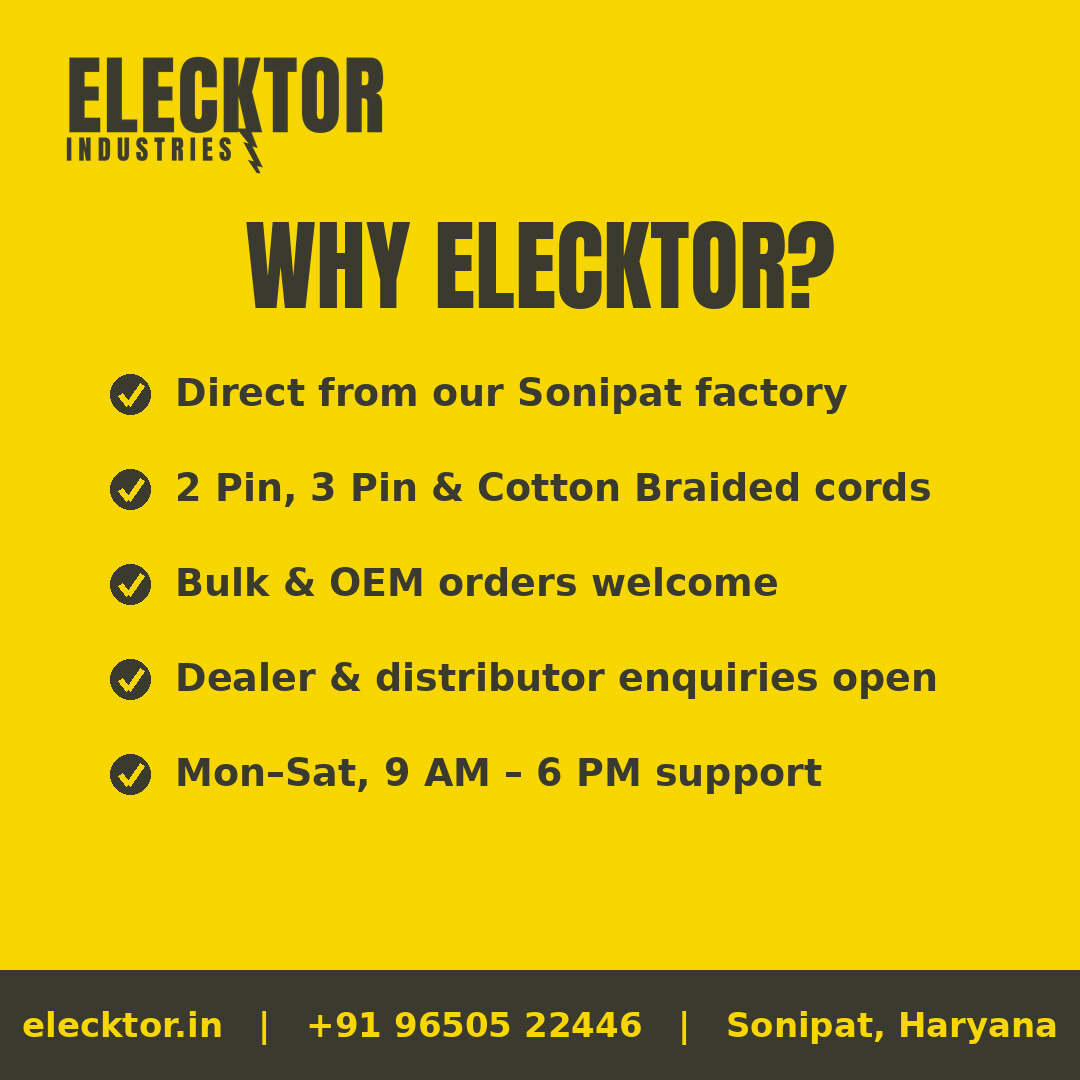 ELECKTOR
INDUSTRIES
WHY ELECKTOR?
Direct from our Sonipat factory
2 Pin, 3 Pin & Cotton Braided cords
Bulk & OEM orders welcome
Dealer & distributor enquiries open
Mon–Sat, 9 AM – 6 PM support
elecktor.in | +91 96505 22446 | Sonipat, Haryana